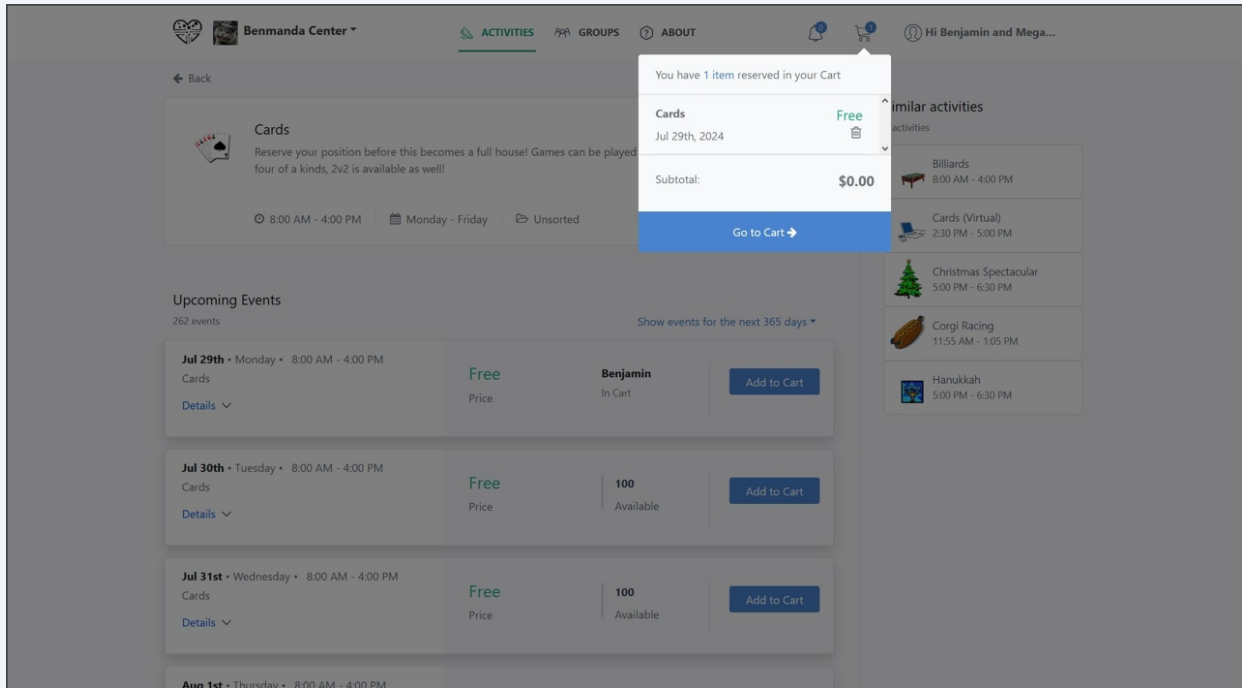 Benmanda Center
ACTIVITIES
GROUPS
ABOUT
0
1
Hi Benjamin and Mega...
Back
You have 1 item reserved in your Cart
Cards
Free
Jul 29th, 2024
Subtotal:
$0.00
Go to Cart
Cards
Reserve your position before this becomes a full house! Games can be played
four of a kinds, 2v2 is available as well!
8:00 AM - 4:00 PM
Monday - Friday
Unsorted
Upcoming Events
262 events
Show events for the next 365 days
Jul 29th • Monday • 8:00 AM - 4:00 PM
Cards
Details
Free
Price
Benjamin
In Cart
Add to Cart
Jul 30th • Tuesday • 8:00 AM - 4:00 PM
Cards
Details
Free
Price
100
Available
Add to Cart
Jul 31st • Wednesday • 8:00 AM - 4:00 PM
Cards
Details
Free
Price
100
Available
Add to Cart
Aug 1st • Thursday • 8:00 AM - 4:00 PM
imilar activities
activities
Billiards
8:00 AM - 4:00 PM
Cards (Virtual)
2:30 PM - 5:00 PM
Christmas Spectacular
5:00 PM - 6:30 PM
Corgi Racing
11:55 AM - 1:05 PM
Hanukkah
5:00 PM - 6:30 PM